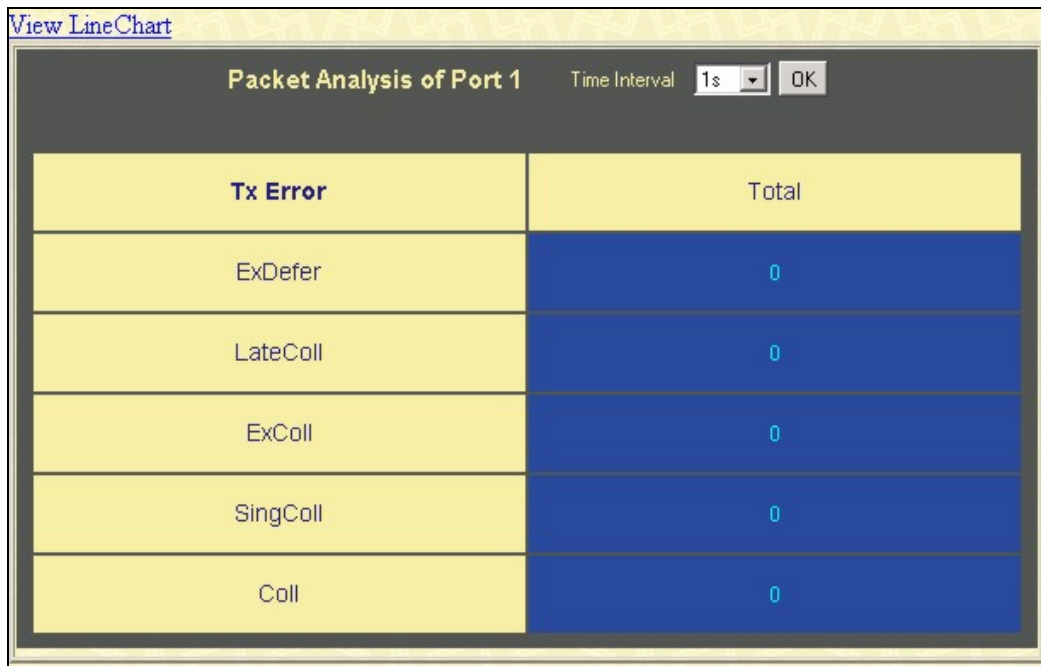 View LineChart
Packet Analysis of Port 1 Time Interval 1s OK
Tx Error Total
ExDefer 0
LateColl 0
ExColl 0
SingColl 0
Coll 0